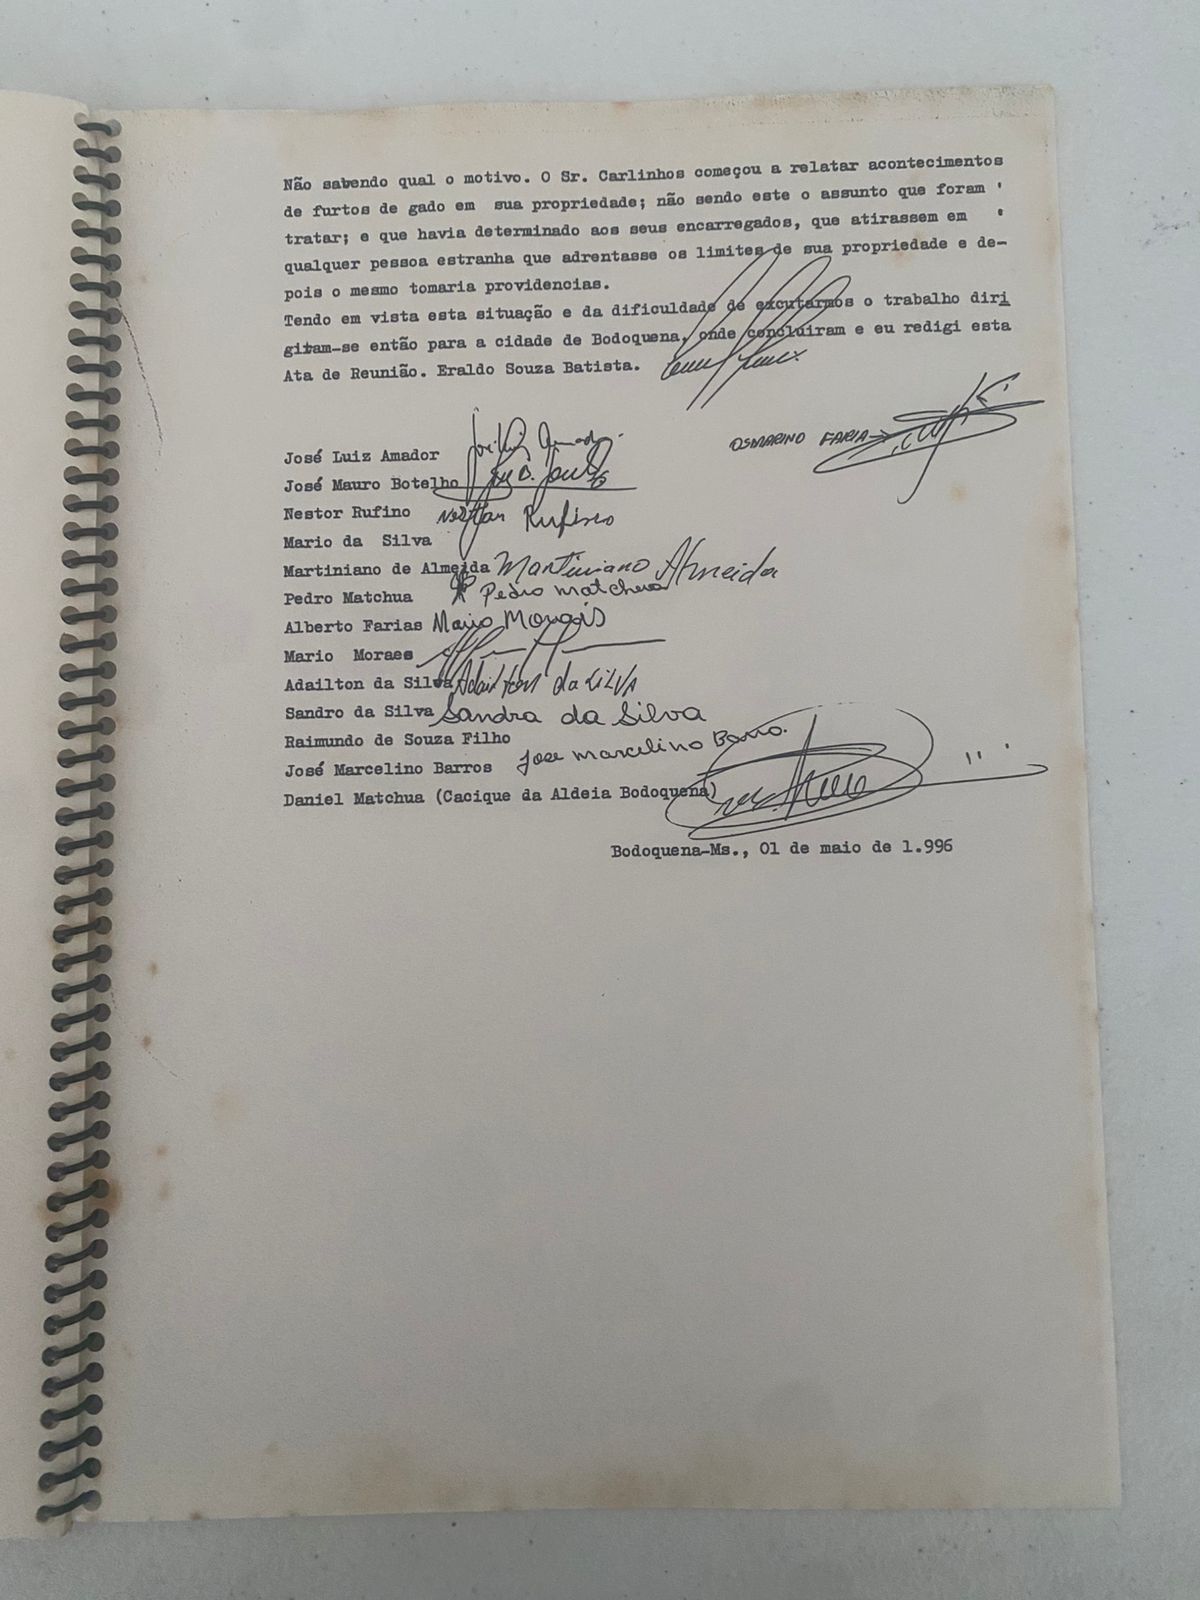 Não sabendo qual o motivo. O Sr. Carlinhos começou a relatar acontecimentos
de furtos de gado em sua propriedade; não sendo este o assunto que foram '
tratar; e que havia determinado aos seus encarregados, que atirassem em '
qualquer pessoa estranha que adrentasse os limites de sua propriedade e de-
pois o mesmo tomaria providencias.
Tendo em vista esta situação e da dificuldade de excutarmos o trabalho diri
giram-se então para a cidade de Bodoquena, onde concluiram e eu redigi esta
Ata de Reunião. Eraldo Souza Batista.
OSMARINO FARIA
José Luiz Amador
José Mauro Botelho
Nestor Rufino Rufino
Mario da Silva
Martiniano de Almeida Martiniano Almeida
Pedro Matchua Pedro Matchua
Alberto Farias Mario Morais
Mario Moraes
Adailton da Silva Adailton da SILVA
Sandro da Silva Sandra da Silva
Raimundo de Souza Filho
José Marcelino Barros Jose Marcelino Barro.
Daniel Matchua (Cacique da Aldeia Bodoquena)
Bodoquena-Ms., 01 de maio de 1.996